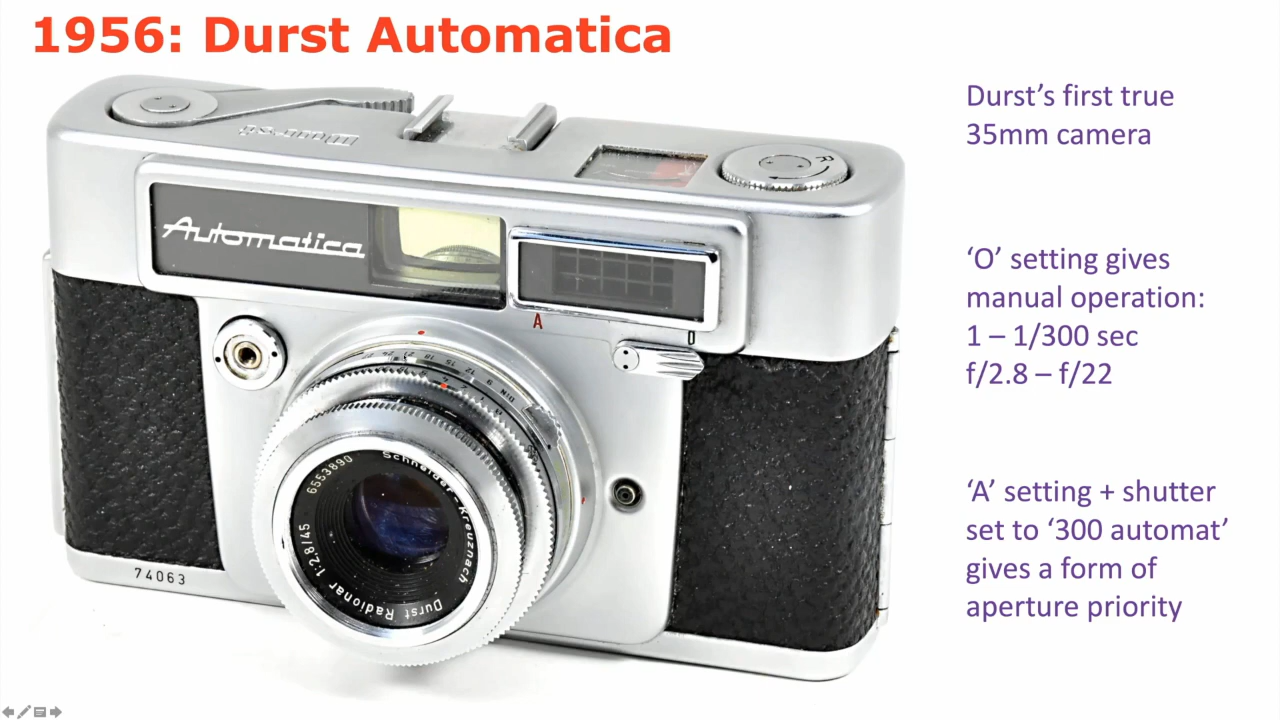 1956: Durst Automatica
Durst’s first true
35mm camera
‘O’ setting gives
manual operation:
1 – 1/300 sec
f/2.8 – f/22
‘A’ setting + shutter
set to ‘300 automat’
gives a form of
aperture priority
R
Automatica
A
DIN
6553890
Schneider-Kreuznach
1:2.8/45
Durst Radionar
74063